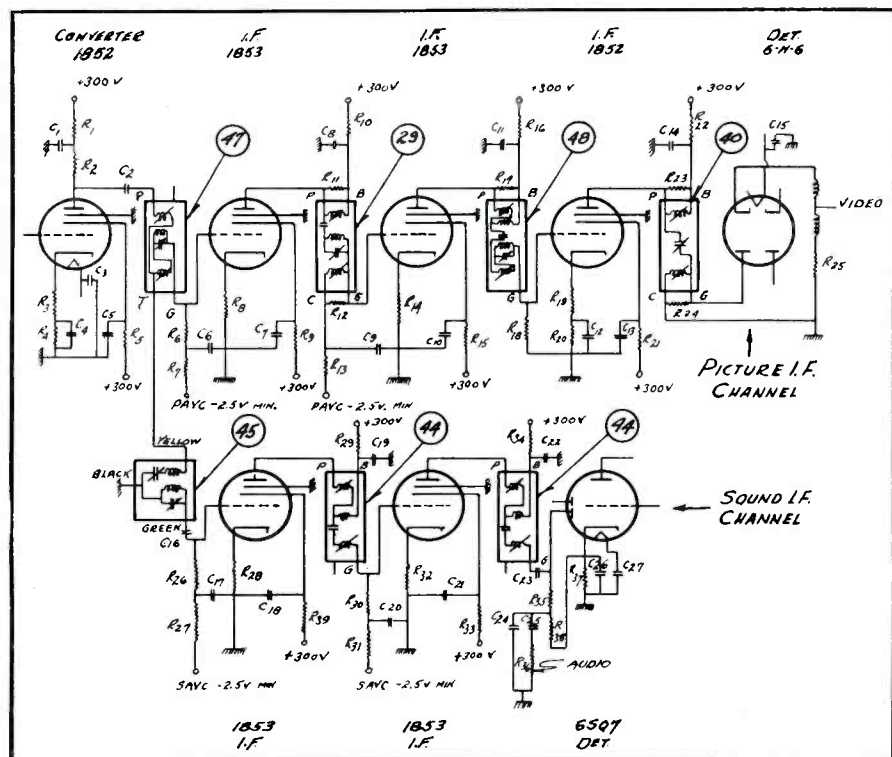 CONVERTER I.F. I.F. I.F. DET.
1852 1853 1853 1852 6-H-6
+300V +300V +300V +300V
C1 R1 C8 R10 C11 R16 C14 R22 C15
R2 C2 47 R11 29 R17 48 R23 40
P P B P B P B
VIDEO
C3 R25
R3 T G R8 C G R14 G R19 C G
R4 C4 C5 R5 R6 C6 C7 R9 R12 C9 C10 R15 R18 R20 C12 C13 R21 R24
R7 R13
+300V +300V +300V +300V
PICTURE I.F.
CHANNEL
PAVC -2.5V MIN. PAVC -2.5V. MIN
+300V +300V
YELLOW 45 R29 C19 44 R34 C22 44
P B P B
BLACK
SOUND I.F.
CHANNEL
GREEN
C16 G G
R26 C17 R28 C18 R30 R32 C21 C23 R35 R37 C26 C27
R27 R39 R31 C20 R33 C24 C25 R38
+300V +300V
AUDIO
SAVC -2.5V MIN SAVC -2.5V MIN
1853 1853 6SQ7
I.F. I.F. DET.